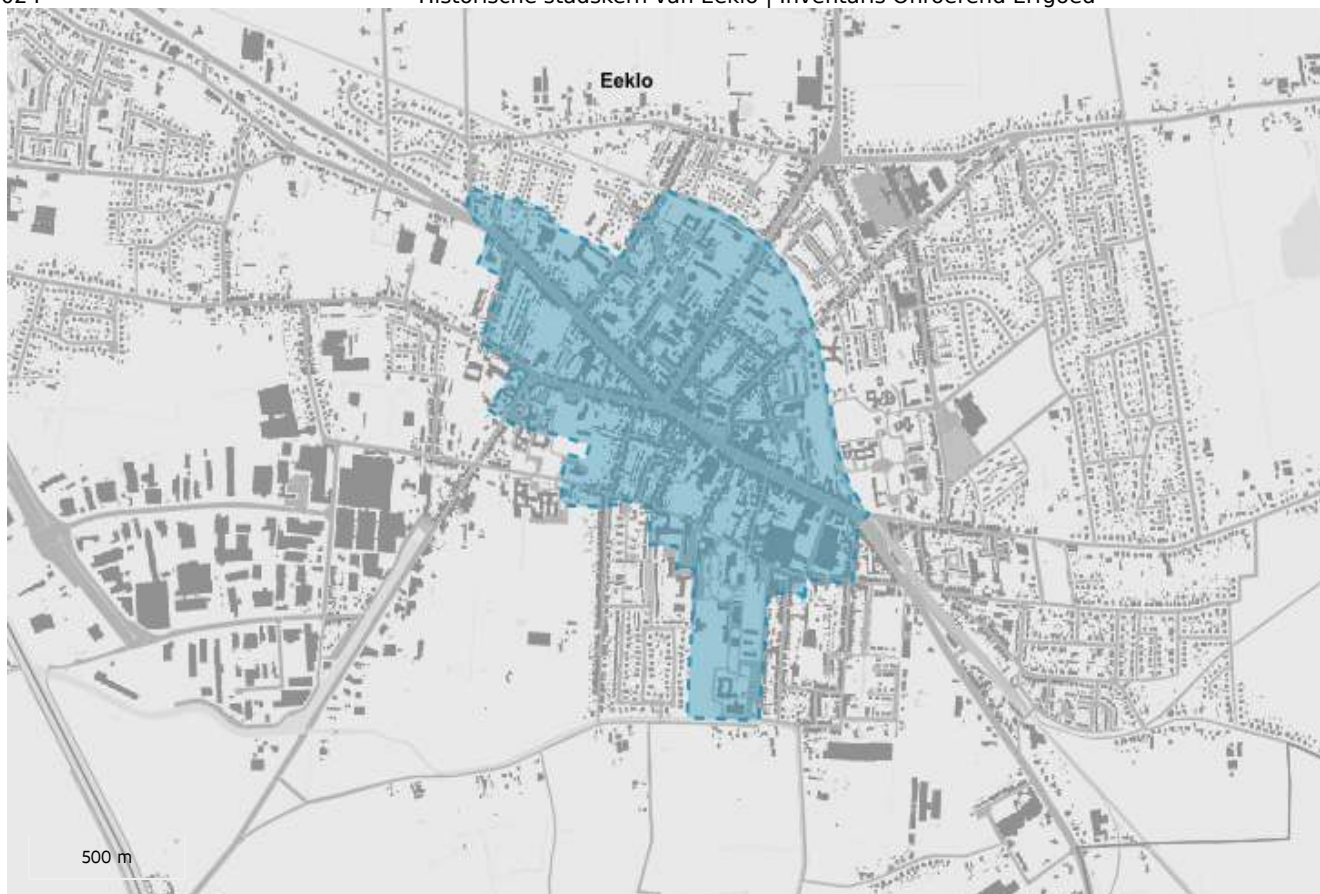 Historische stadskern van Eeklo | Inventaris Onroerend Erfgoed
Eeklo
500 m